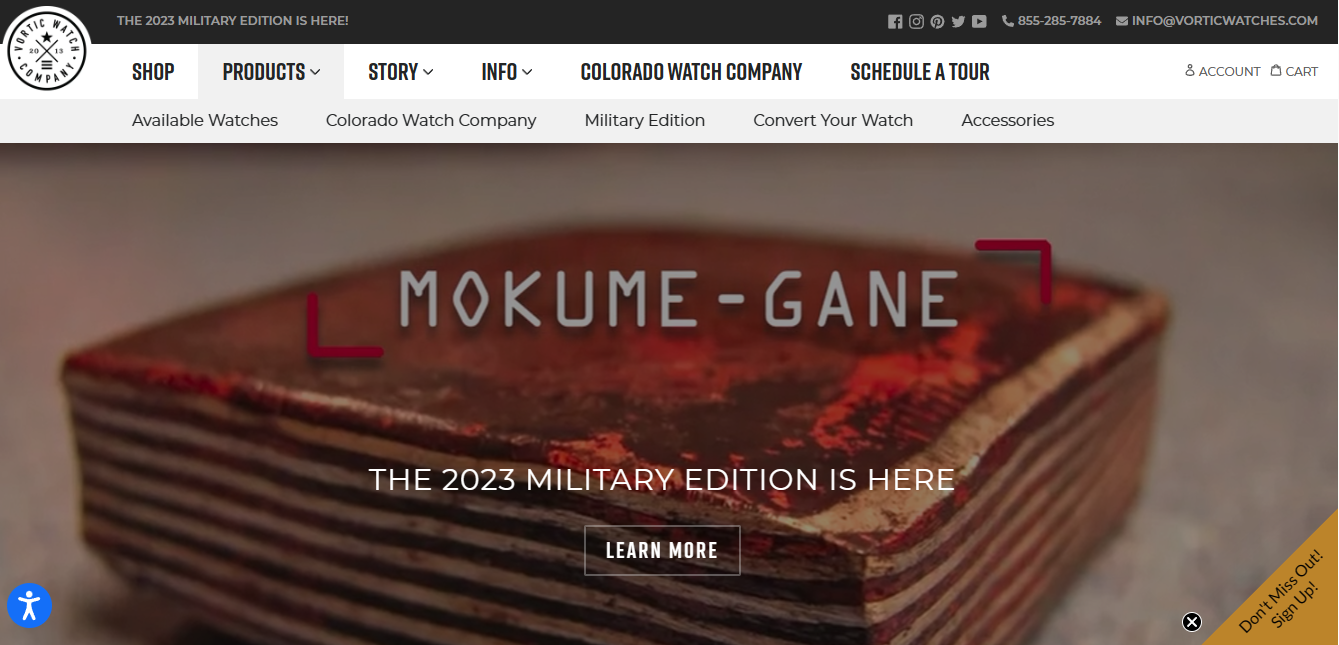 THE 2023 MILITARY EDITION IS HERE!
855-285-7884
INFO@VORTICWATCHES.COM
VORTIC WATCH
20 13
COMPANY
SHOP
PRODUCTS
STORY
INFO
COLORADO WATCH COMPANY
SCHEDULE A TOUR
ACCOUNT
CART
Available Watches
Colorado Watch Company
Military Edition
Convert Your Watch
Accessories
MOKUME-GANE
THE 2023 MILITARY EDITION IS HERE
LEARN MORE
Don't Miss Out!
Sign Up!